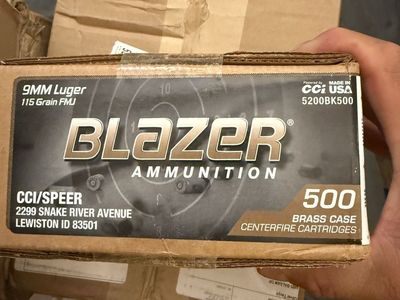 9MM Luger
115 Grain FMJ
Powered by
CCI
MADE IN
USA
5200BK500
10
BLAZER®
AMMUNITION
CCI/SPEER
2299 SNAKE RIVER AVENUE
LEWISTON ID 83501
500
BRASS CASE
CENTERFIRE CARTRIDGES